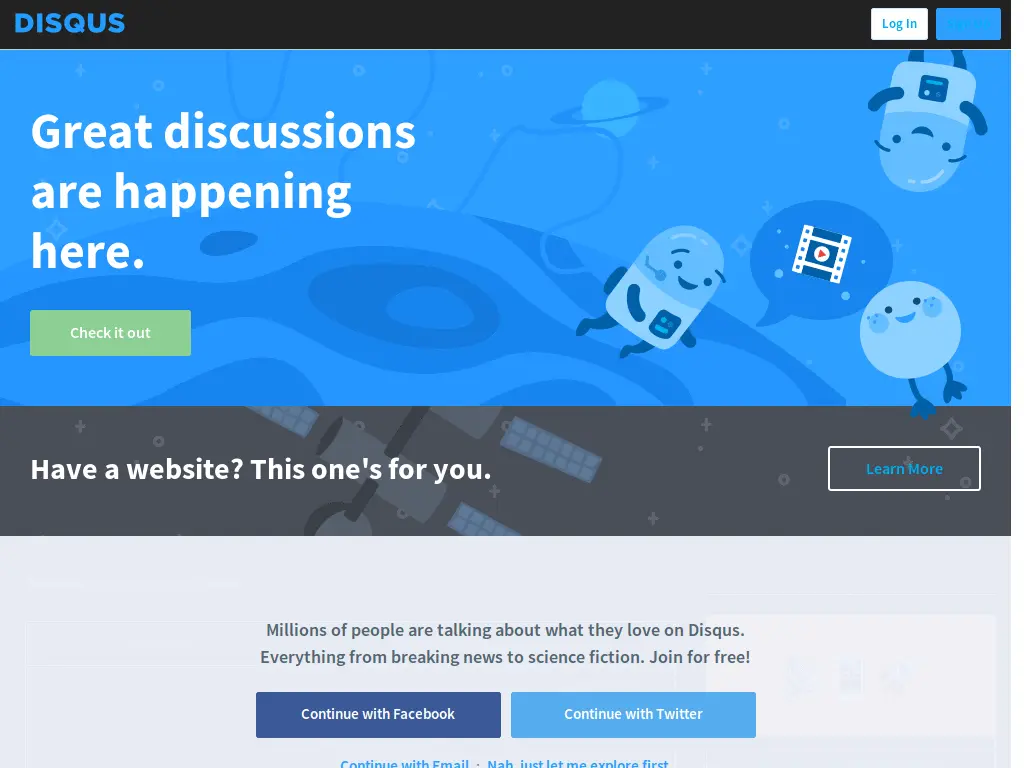 DISQUS
Log In
Great discussions
are happening
here.
Check it out
Have a website? This one's for you.
Learn More
Millions of people are talking about what they love on Disqus.
Everything from breaking news to science fiction. Join for free!
Continue with Facebook
Continue with Twitter
Continue with Email : Nah, just let me explore first